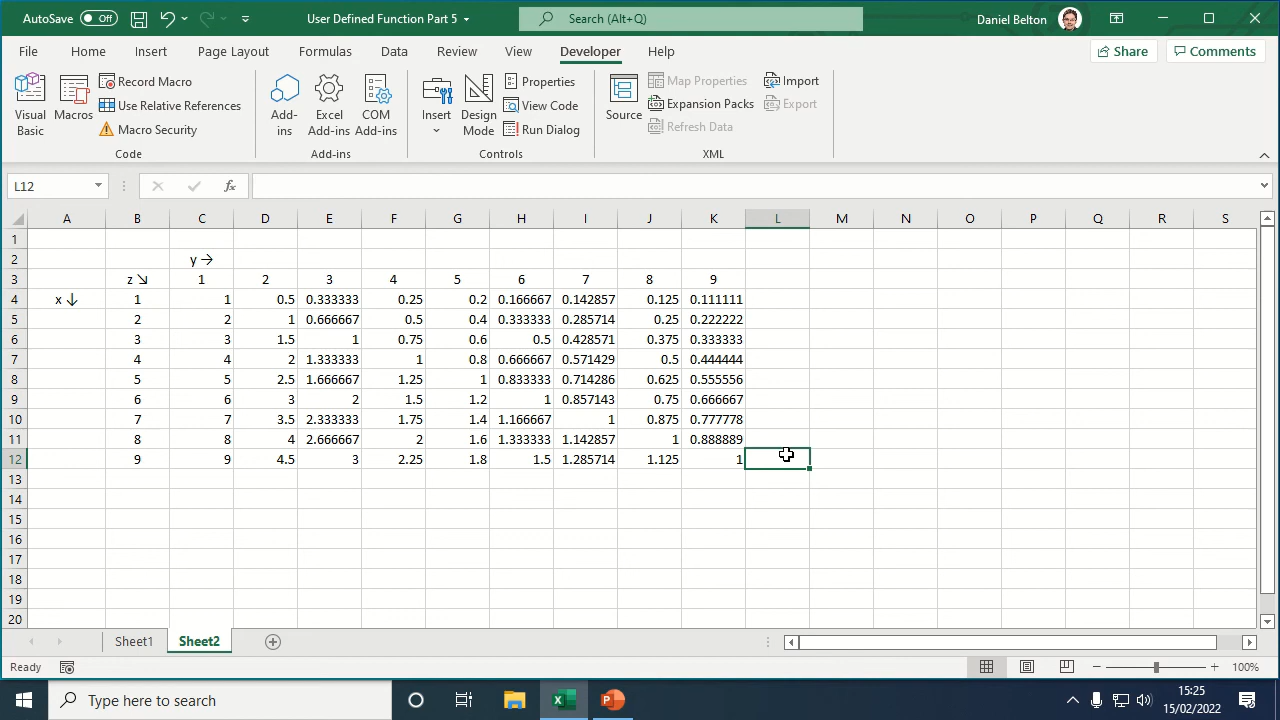 AutoSave Off User Defined Function Part 5 Search (Alt+Q) Daniel Belton
File Home Insert Page Layout Formulas Data Review View Developer Help Share Comments
Visual Basic
Macros
Record Macro
Use Relative References
Macro Security
Code
Add-ins
Excel Add-ins
COM Add-ins
Add-ins
Insert
Design Mode
Properties
View Code
Run Dialog
Controls
Source
Map Properties
Expansion Packs
Refresh Data
Import
Export
XML
L12
A B C D E F G H I J K L M N O P Q R S
1
2 y →
3 z ↘ 1 2 3 4 5 6 7 8 9
4 x ↓ 1 1 0.5 0.333333 0.25 0.2 0.166667 0.142857 0.125 0.111111
5 2 2 1 0.666667 0.5 0.4 0.333333 0.285714 0.25 0.222222
6 3 3 1.5 1 0.75 0.6 0.5 0.428571 0.375 0.333333
7 4 4 2 1.333333 1 0.8 0.666667 0.571429 0.5 0.444444
8 5 5 2.5 1.666667 1.25 1 0.833333 0.714286 0.625 0.555556
9 6 6 3 2 1.5 1.2 1 0.857143 0.75 0.666667
10 7 7 3.5 2.333333 1.75 1.4 1.166667 1 0.875 0.777778
11 8 8 4 2.666667 2 1.6 1.333333 1.142857 1 0.888889
12 9 9 4.5 3 2.25 1.8 1.5 1.285714 1.125 1
13
14
15
16
17
18
19
20
Sheet1 Sheet2
Ready 100%
Type here to search 15:25
15/02/2022